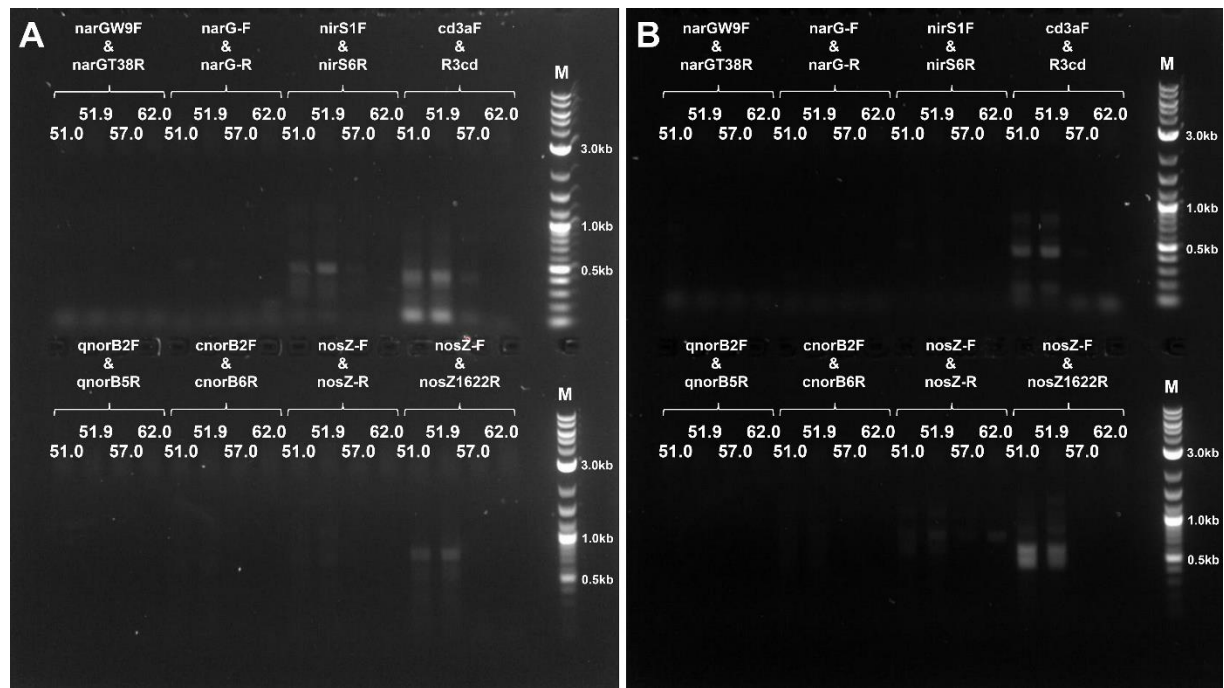 A
narGW9F narG-F nirS1F cd3aF
& & & &
narGT38R narG-R nirS6R R3cd
M
51.9 62.0 51.9 62.0 51.9 62.0 51.9 62.0
51.0 57.0 51.0 57.0 51.0 57.0 51.0 57.0
3.0kb
1.0kb
0.5kb
qnorB2F cnorB2F nosZ-F nosZ-F
& & & &
qnorB5R cnorB6R nosZ-R nosZ1622R
M
51.9 62.0 51.9 62.0 51.9 62.0 51.9 62.0
51.0 57.0 51.0 57.0 51.0 57.0 51.0 57.0
3.0kb
1.0kb
0.5kb
B
narGW9F narG-F nirS1F cd3aF
& & & &
narGT38R narG-R nirS6R R3cd
M
51.9 62.0 51.9 62.0 51.9 62.0 51.9 62.0
51.0 57.0 51.0 57.0 51.0 57.0 51.0 57.0
3.0kb
1.0kb
0.5kb
qnorB2F cnorB2F nosZ-F nosZ-F
& & & &
qnorB5R cnorB6R nosZ-R nosZ1622R
M
51.9 62.0 51.9 62.0 51.9 62.0 51.9 62.0
51.0 57.0 51.0 57.0 51.0 57.0 51.0 57.0
3.0kb
1.0kb
0.5kb